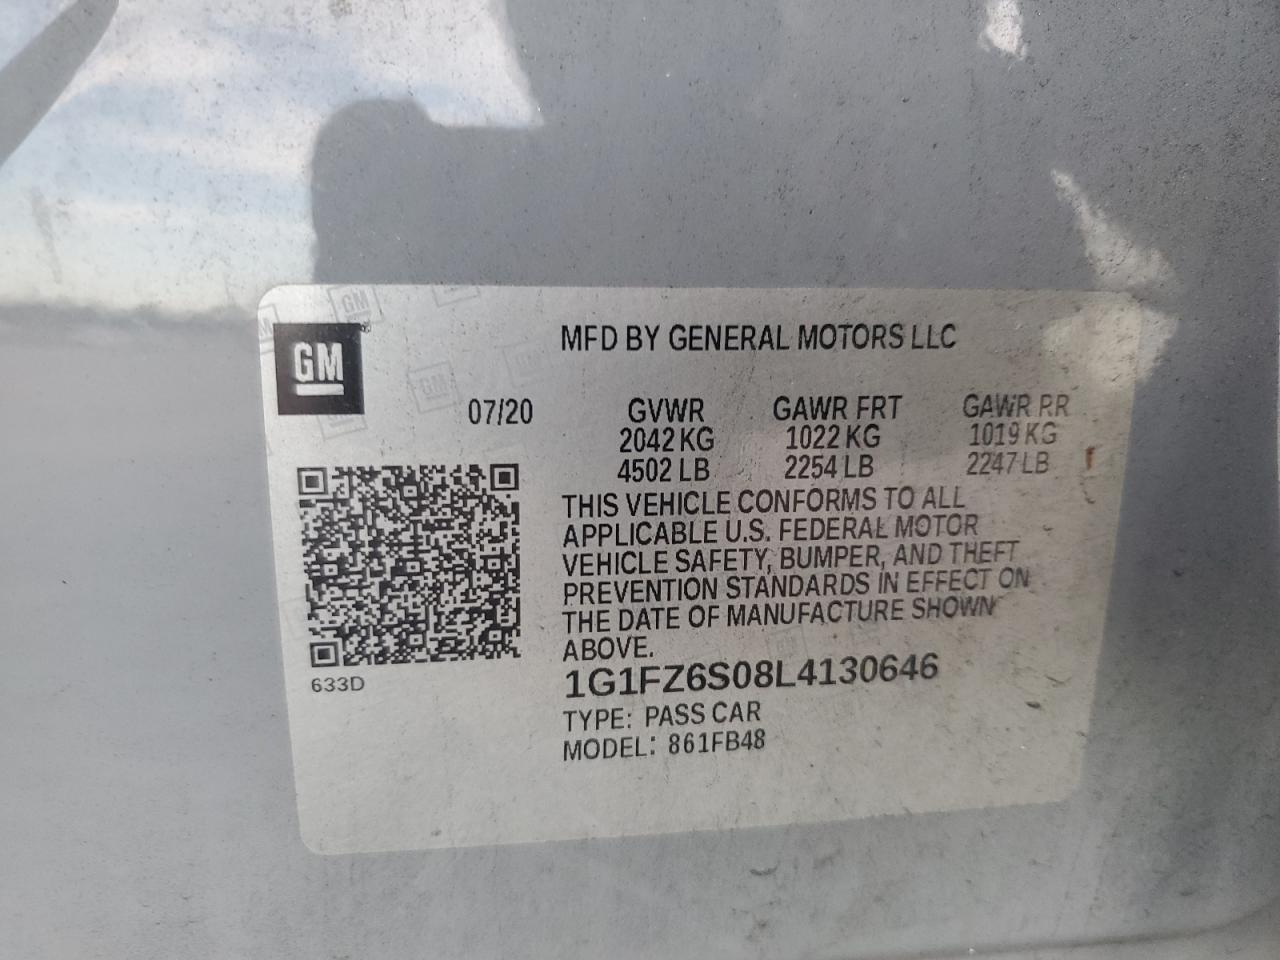 GM
MFD BY GENERAL MOTORS LLC
07/20 GVWR GAWR FRT GAWR RR
2042 KG 1022 KG 1019 KG
4502 LB 2254 LB 2247 LB
THIS VEHICLE CONFORMS TO ALL
APPLICABLE U.S. FEDERAL MOTOR
VEHICLE SAFETY, BUMPER, AND THEFT
PREVENTION STANDARDS IN EFFECT ON
THE DATE OF MANUFACTURE SHOWN
ABOVE.
633D
1G1FZ6S08L4130646
TYPE: PASS CAR
MODEL: 861FB48